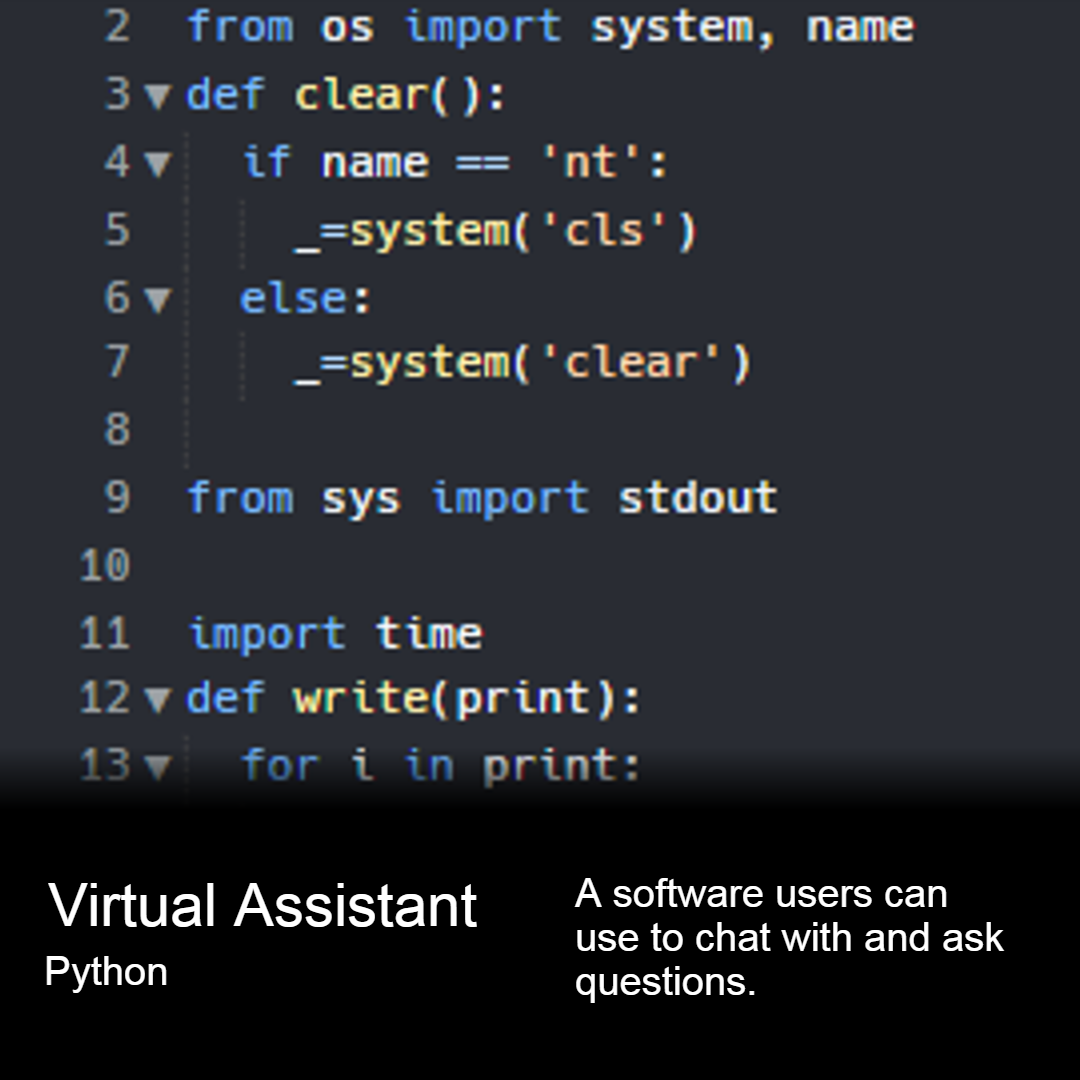 2 from os import system, name
3 ▼ def clear():
4 ▼ if name == 'nt':
5 _=system('cls')
6 ▼ else:
7 _=system('clear')
8
9 from sys import stdout
10
11 import time
12 ▼ def write(print):
13 ▼ for i in print:
Virtual Assistant
Python
A software users can
use to chat with and ask
questions.